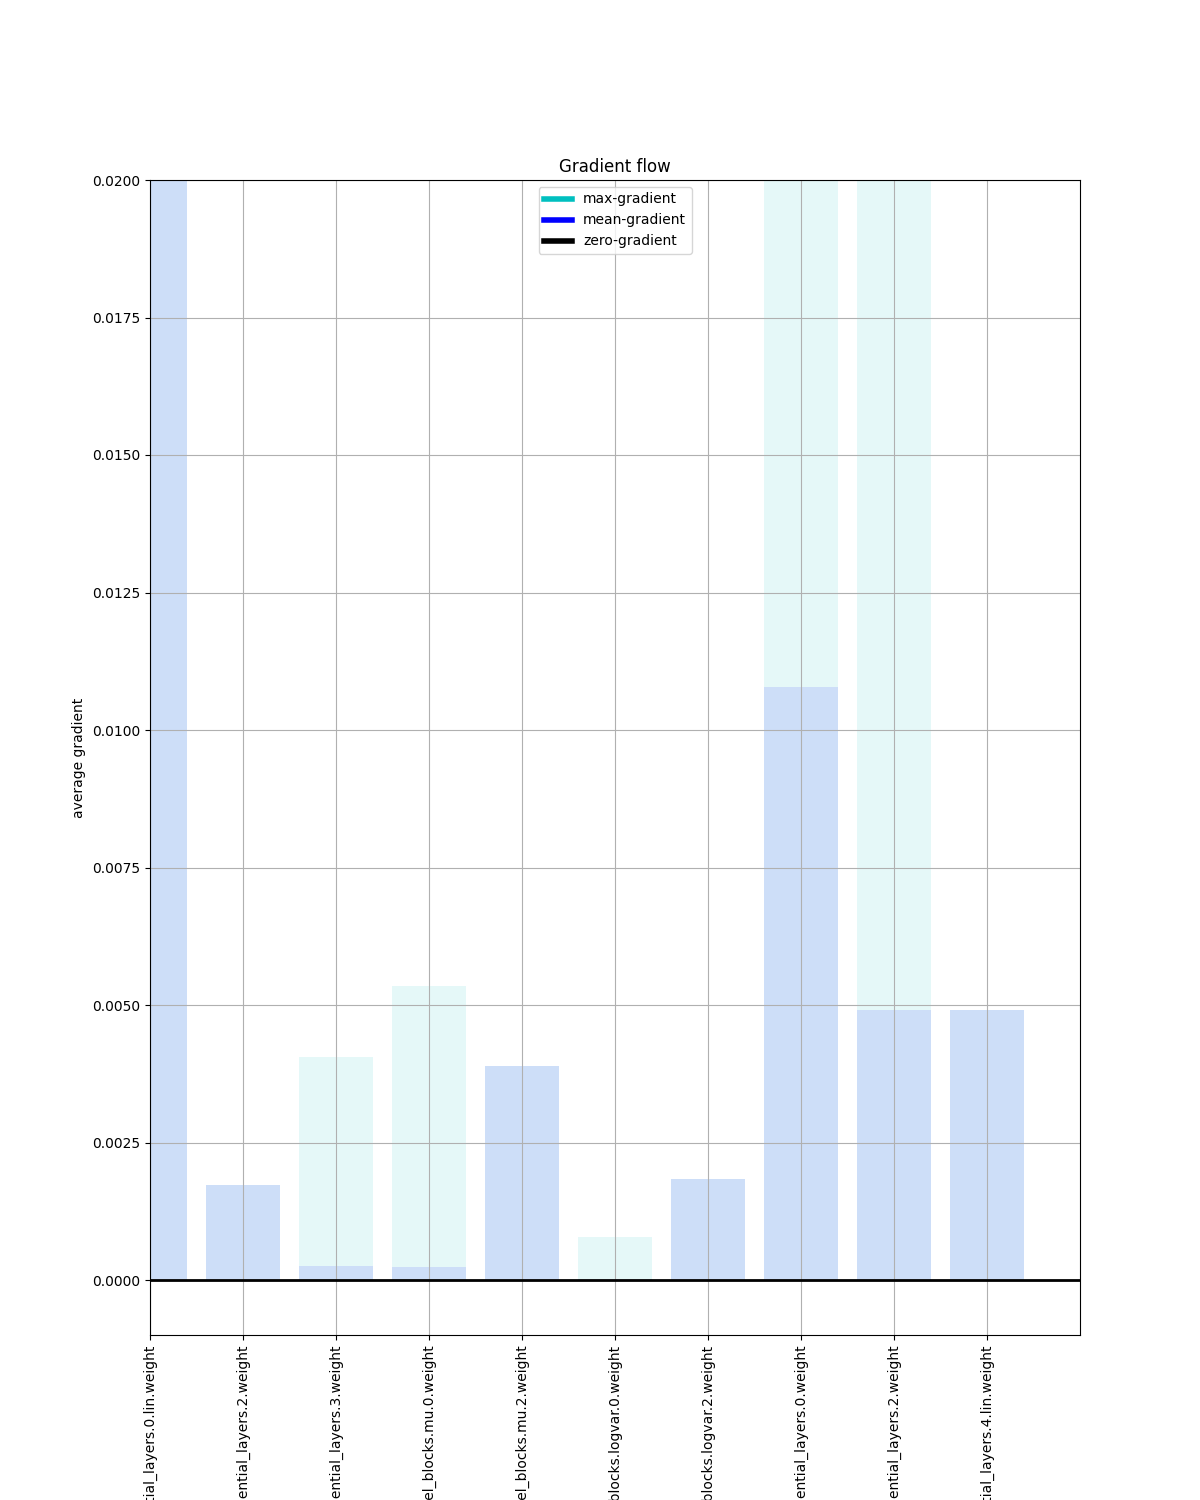 Gradient flow
max-gradient
mean-gradient
zero-gradient
0.0200
0.0175
0.0150
0.0125
0.0100
0.0075
0.0050
0.0025
0.0000
average gradient
tial_layers.0.lin.weight
ential_layers.2.weight
ential_layers.3.weight
el_blocks.mu.0.weight
el_blocks.mu.2.weight
blocks.logvar.0.weight
blocks.logvar.2.weight
ential_layers.0.weight
ential_layers.2.weight
tial_layers.4.lin.weight